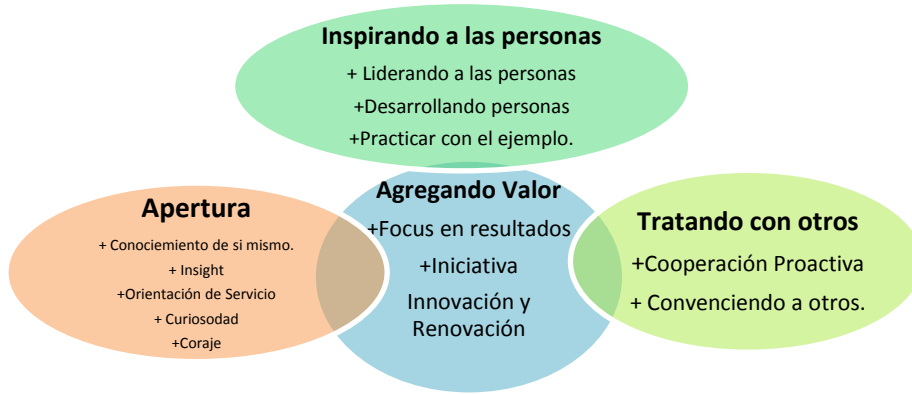 Inspirando a las personas
+ Liderando a las personas
+Desarrollando personas
+Practicar con el ejemplo.
Apertura
+ Conociemiento de si mismo.
+ Insight
+Orientación de Servicio
+ Curiosodad
+Coraje
Agregando Valor
+Focus en resultados
+Iniciativa
Innovación y
Renovación
Tratando con otros
+Cooperación Proactiva
+ Convenciendo a otros.